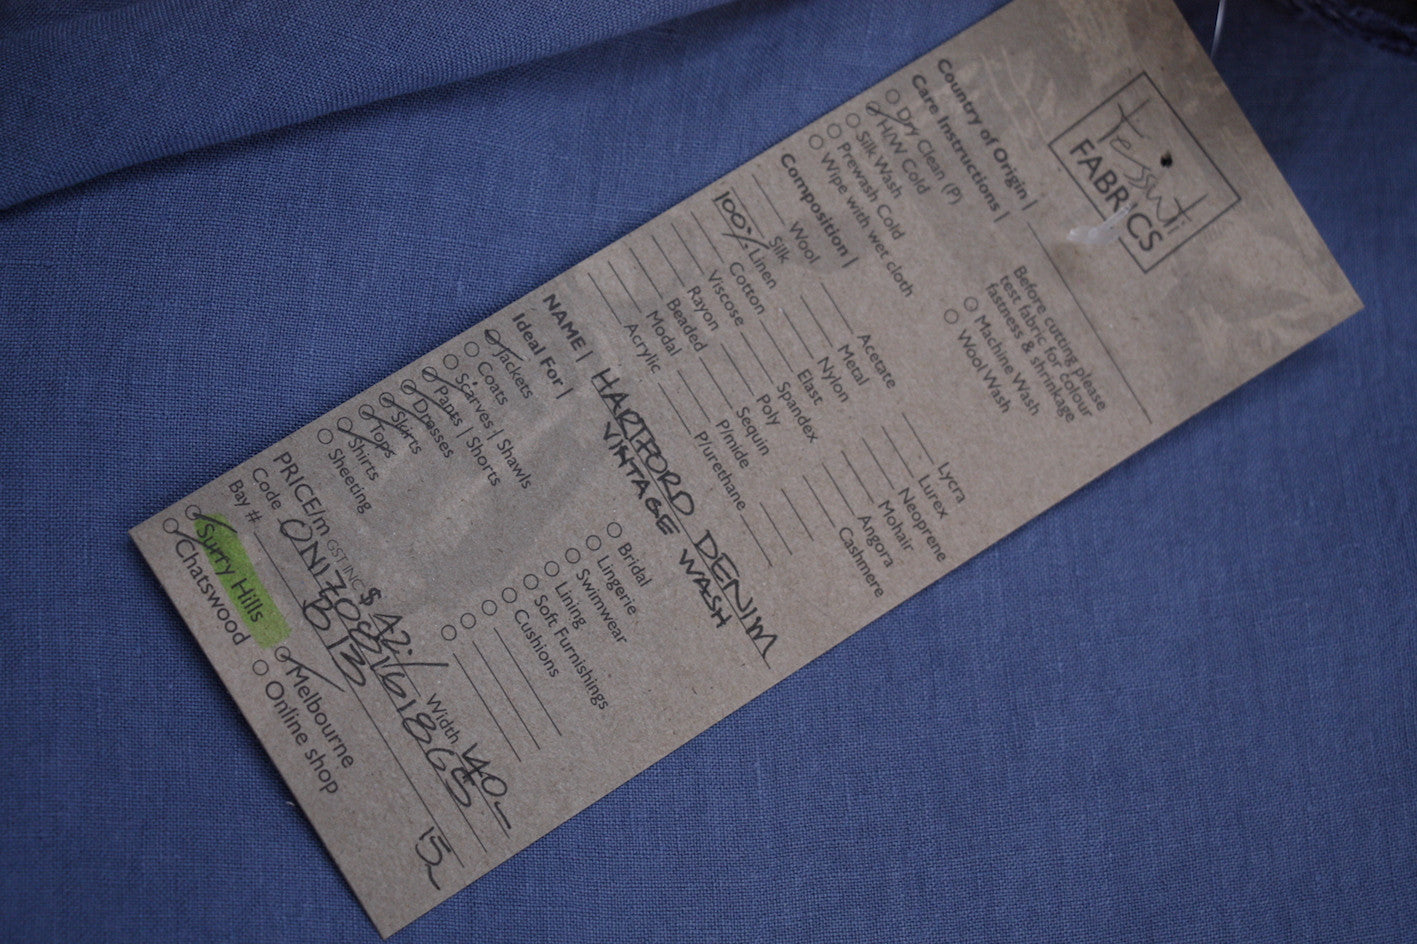 Tessuti
FABRICS
Country of Origin |
Care Instructions |
Dry Clean (P)
H/W Cold
Silk Wash
Prewash Cold
Wipe with wet cloth
Before cutting please
test fabric for colour
fastness & shrinkage
Machine Wash
Wool Wash
Composition |
Wool
Silk
100% Linen
Cotton
Viscose
Rayon
Beaded
Modal
Acrylic
Acetate
Metal
Nylon
Elast
Spandex
Poly
Sequin
P/mide
P/urethane
Lycra
Lurex
Neoprene
Mohair
Angora
Cashmere
NAME | HARTFORD DENIM
VINTAGE WASH
Ideal For |
Jackets
Coats
Scarves | Shawls
Pants | Shorts
Dresses
Skirts
Tops
Shirts
Sheeting
Bridal
Lingerie
Swimwear
Lining
Soft Furnishings
Cushions
PRICE/m GST INC $ 42.- Width 140
Code
Bay # B 13 15
Surry Hills
Melbourne
Chatswood
Online shop